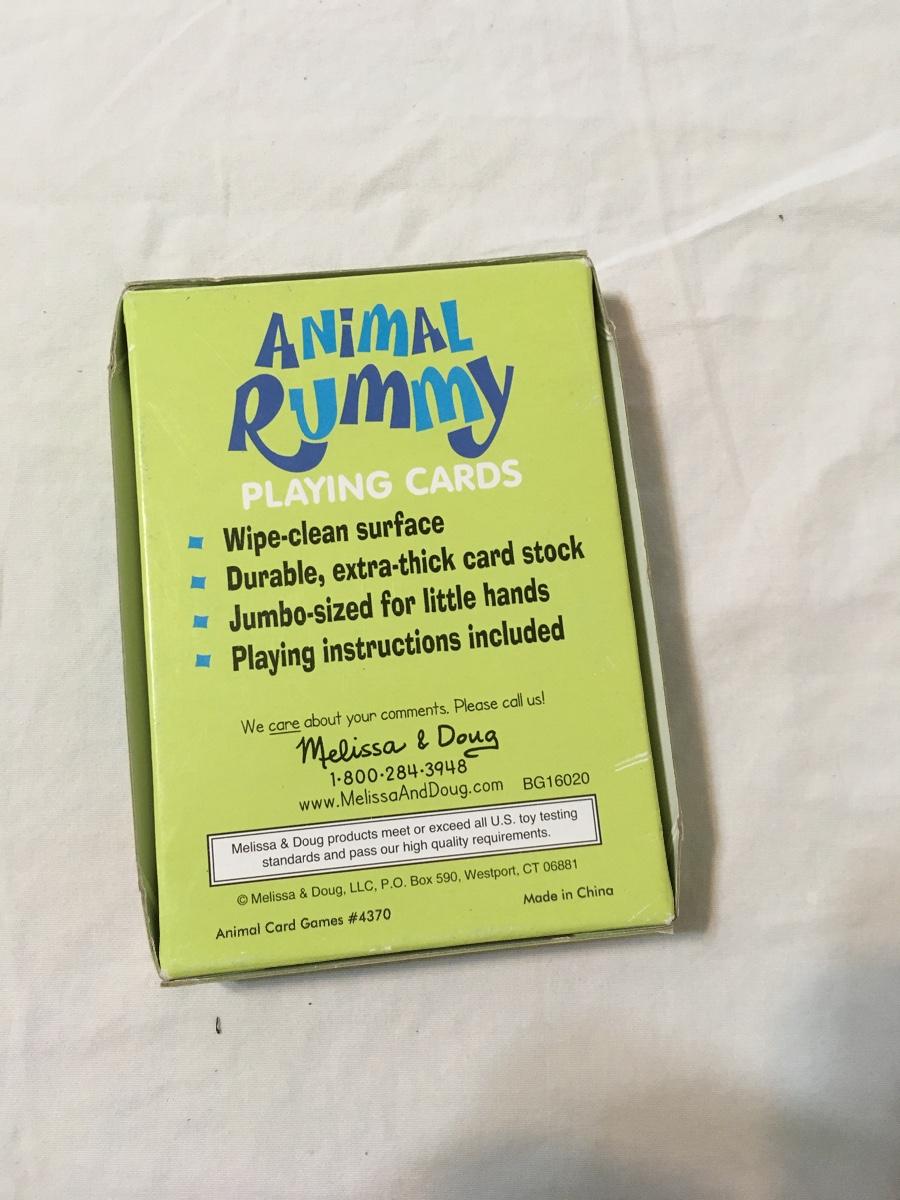 ANiMAL
RUMMY
PLAYING CARDS
Wipe-clean surface
Durable, extra-thick card stock
Jumbo-sized for little hands
Playing instructions included
We care about your comments. Please call us!
Melissa & Doug
1·800·284·3948
www.MelissaAndDoug.com BG16020
Melissa & Doug products meet or exceed all U.S. toy testing
standards and pass our high quality requirements.
© Melissa & Doug, LLC, P.O. Box 590, Westport, CT 06881
Animal Card Games #4370 Made in China